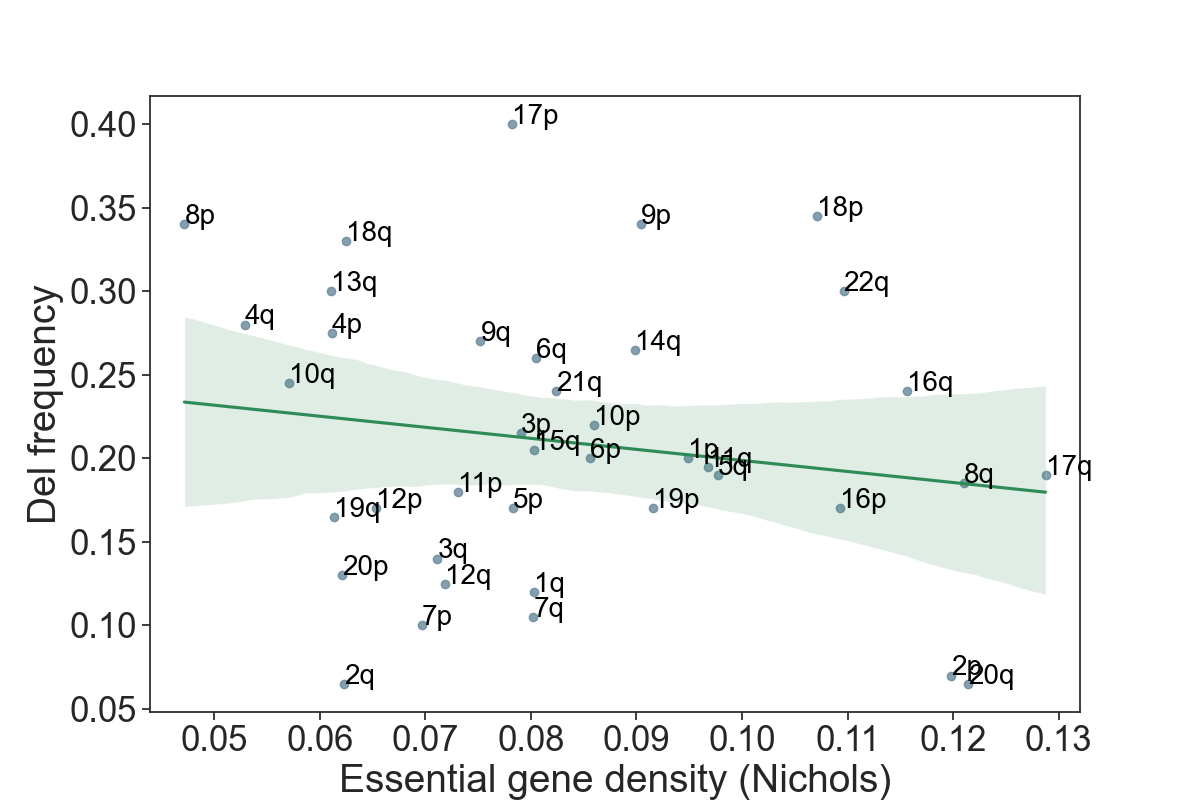 0.40
0.35
0.30
0.25
0.20
0.15
0.10
0.05
Del frequency
17p
8p
9p
18p
18q
13q
22q
4q
4p
9q
6q
14q
10q
21q
16q
10p
3p
15q
6p
1p
11q
5q
8q
17q
11p
12p
19q
5p
19p
16p
3q
20p
12q
1q
7q
7p
2q
2p
20q
0.05 0.06 0.07 0.08 0.09 0.10 0.11 0.12 0.13
Essential gene density (Nichols)